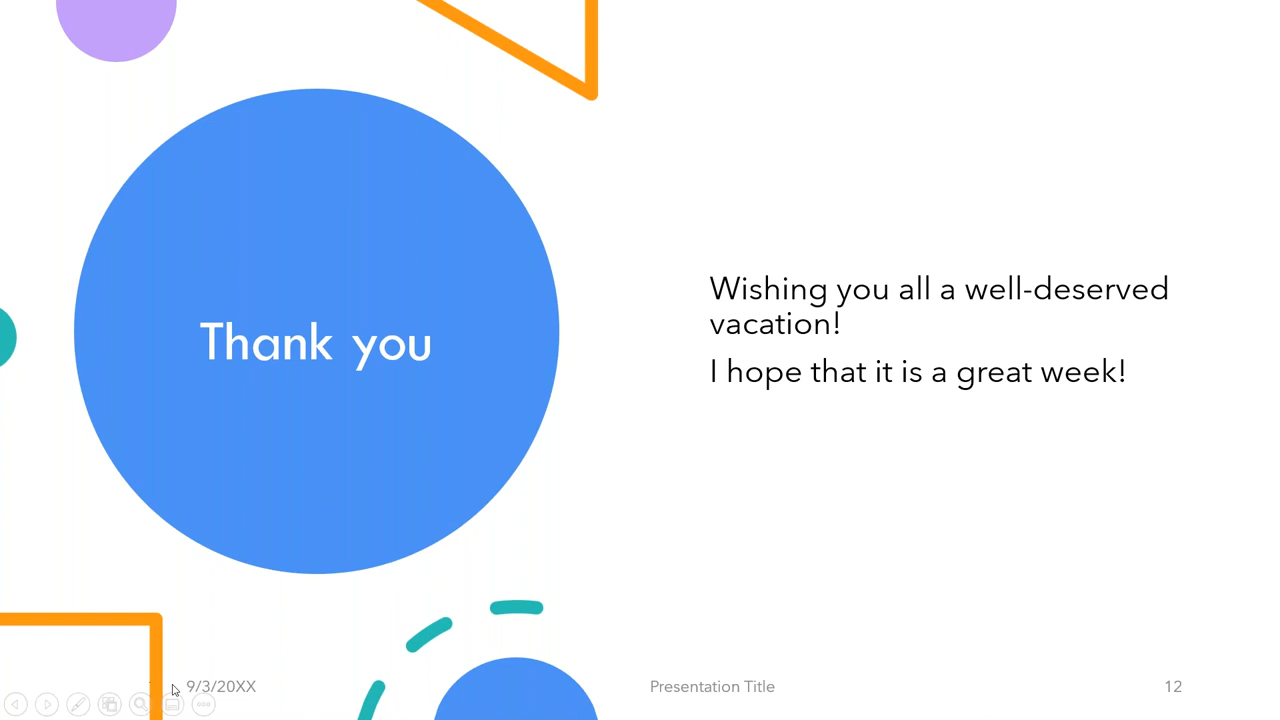 Thank you
Wishing you all a well-deserved
vacation!
I hope that it is a great week!
9/3/20XX
Presentation Title
12